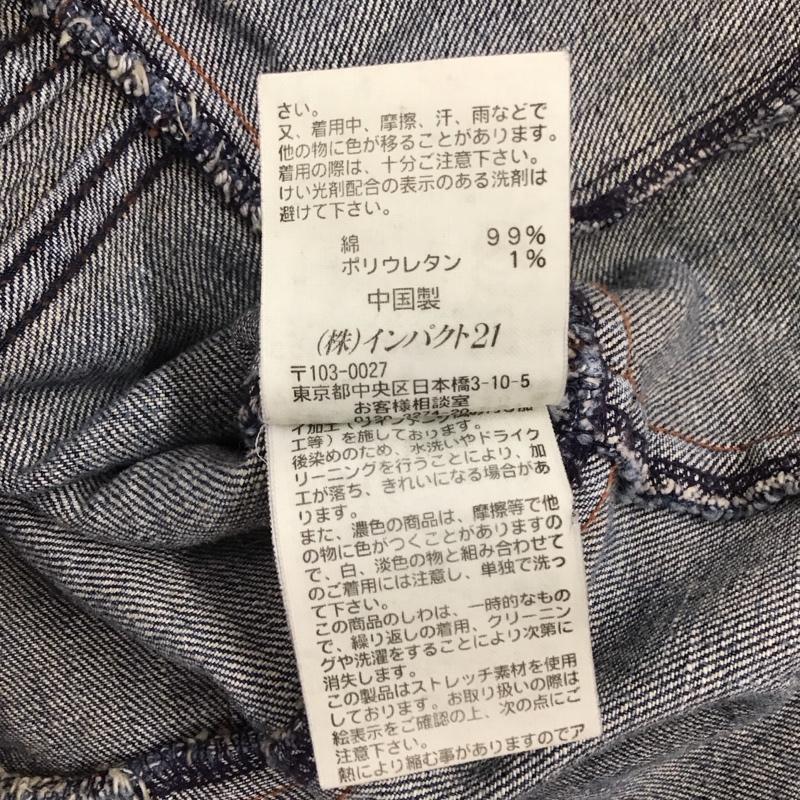 さい。
又、着用中、摩擦、汗、雨などで
他の物に色が移ることがあります。
着用の際は、十分ご注意下さい。
けい光剤配合の表示のある洗剤は
避けて下さい。
綿 99%
ポリウレタン 1%
中国製
(株)インパクト21
〒103-0027
東京都中央区日本橋3-10-5
お客様相談室
イ加工
工等)を施しております。
後染めのため、水洗いやドライク
リーニングを行うことにより、加
工が落ち、きれいになる場合があ
ります。
また、濃色の商品は、摩擦等で他
の物に色がつくことがありますの
で、白、淡色の物と組み合わせて
のご着用には注意し、単独で洗っ
て下さい。
この商品のしわは、一時的なもの
で、繰り返しの着用、クリーニン
グや洗濯をすることにより次第に
消失します。
この製品はストレッチ素材を使用
しております。お取り扱いの際は
絵表示をご確認の上、次の点にご
注意下さい。
熱により縮む事がありますのでア